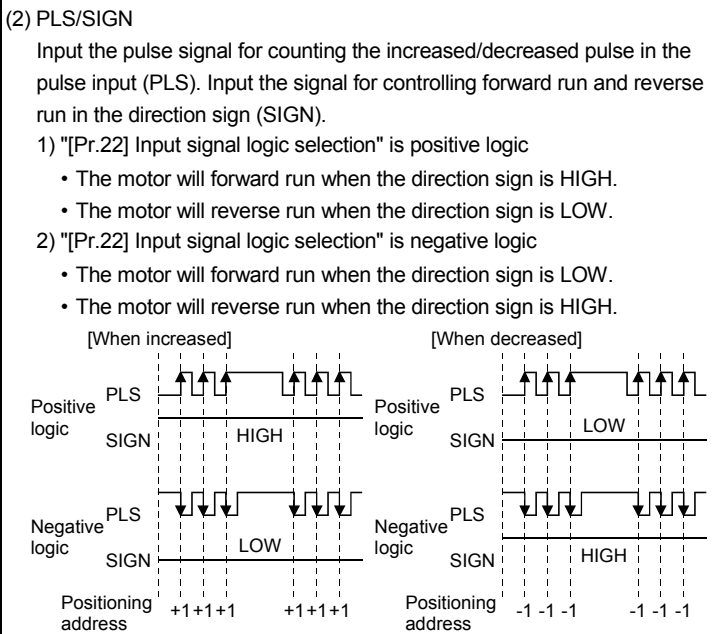 (2) PLS/SIGN
Input the pulse signal for counting the increased/decreased pulse in the
pulse input (PLS). Input the signal for controlling forward run and reverse
run in the direction sign (SIGN).
1) "[Pr.22] Input signal logic selection" is positive logic
• The motor will forward run when the direction sign is HIGH.
• The motor will reverse run when the direction sign is LOW.
2) "[Pr.22] Input signal logic selection" is negative logic
• The motor will forward run when the direction sign is LOW.
• The motor will reverse run when the direction sign is HIGH.
[When increased]
Positive
logic
PLS
SIGN
HIGH
Negative
logic
PLS
SIGN
LOW
Positioning
address
+1 +1 +1 +1 +1 +1
[When decreased]
Positive
logic
PLS
SIGN
LOW
Negative
logic
PLS
SIGN
HIGH
Positioning
address
-1 -1 -1 -1 -1 -1